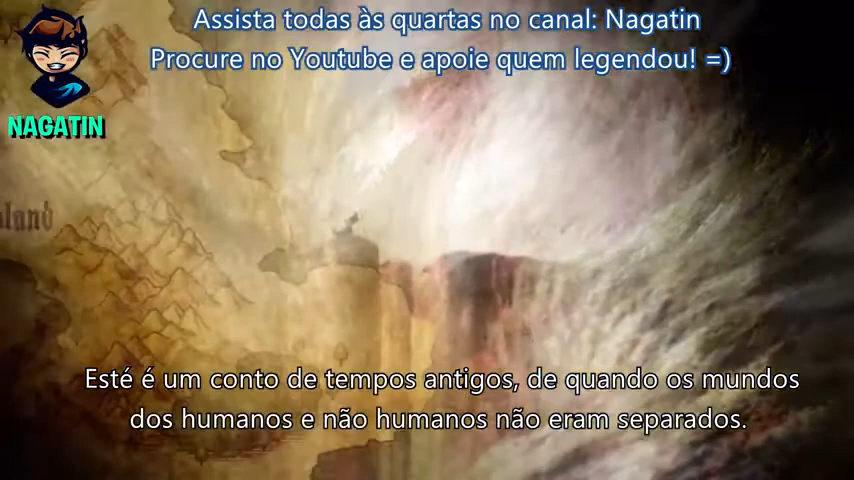 Assista todas às quartas no canal: Nagatin
Procure no Youtube e apoie quem legendou! =)
NAGATIN
land
Esté é um conto de tempos antigos, de quando os mundos
dos humanos e não humanos não eram separados.